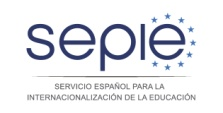 sepie
SERVICIO ESPAÑOL PARA LA
INTERNACIONALIZACIÓN DE LA EDUCACIÓN